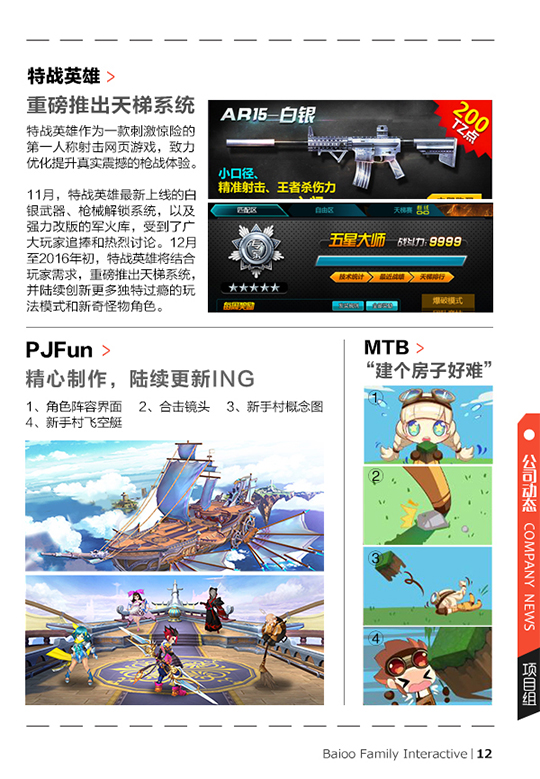 特战英雄 >
重磅推出天梯系统
特战英雄作为一款刺激惊险的
第一人称射击网页游戏，致力
优化提升真实震撼的枪战体验。
11月，特战英雄最新上线的白
银武器、枪械解锁系统，以及
强力改版的军火库，受到了广
大玩家追捧和热烈讨论。12月
至2016年初，特战英雄将结合
玩家需求，重磅推出天梯系统，
并陆续创新更多独特过瘾的玩
法模式和新奇怪物角色。
AR15-白银
200
TZ点
小口径、
精准射击、王者杀伤力
匹配区
自由区
天梯赛
五星大师 战斗力: 9999
技术统计
最近战绩
天梯排行
每周奖励
爆破模式
PJFun >
精心制作，陆续更新ING
1、角色阵容界面 2、合击镜头 3、新手村概念图
4、新手村飞空艇
MTB >
“建个房子好难”
①
②
③
④
公司动态 COMPANY NEWS
项目组
Baioo Family Interactive | 12